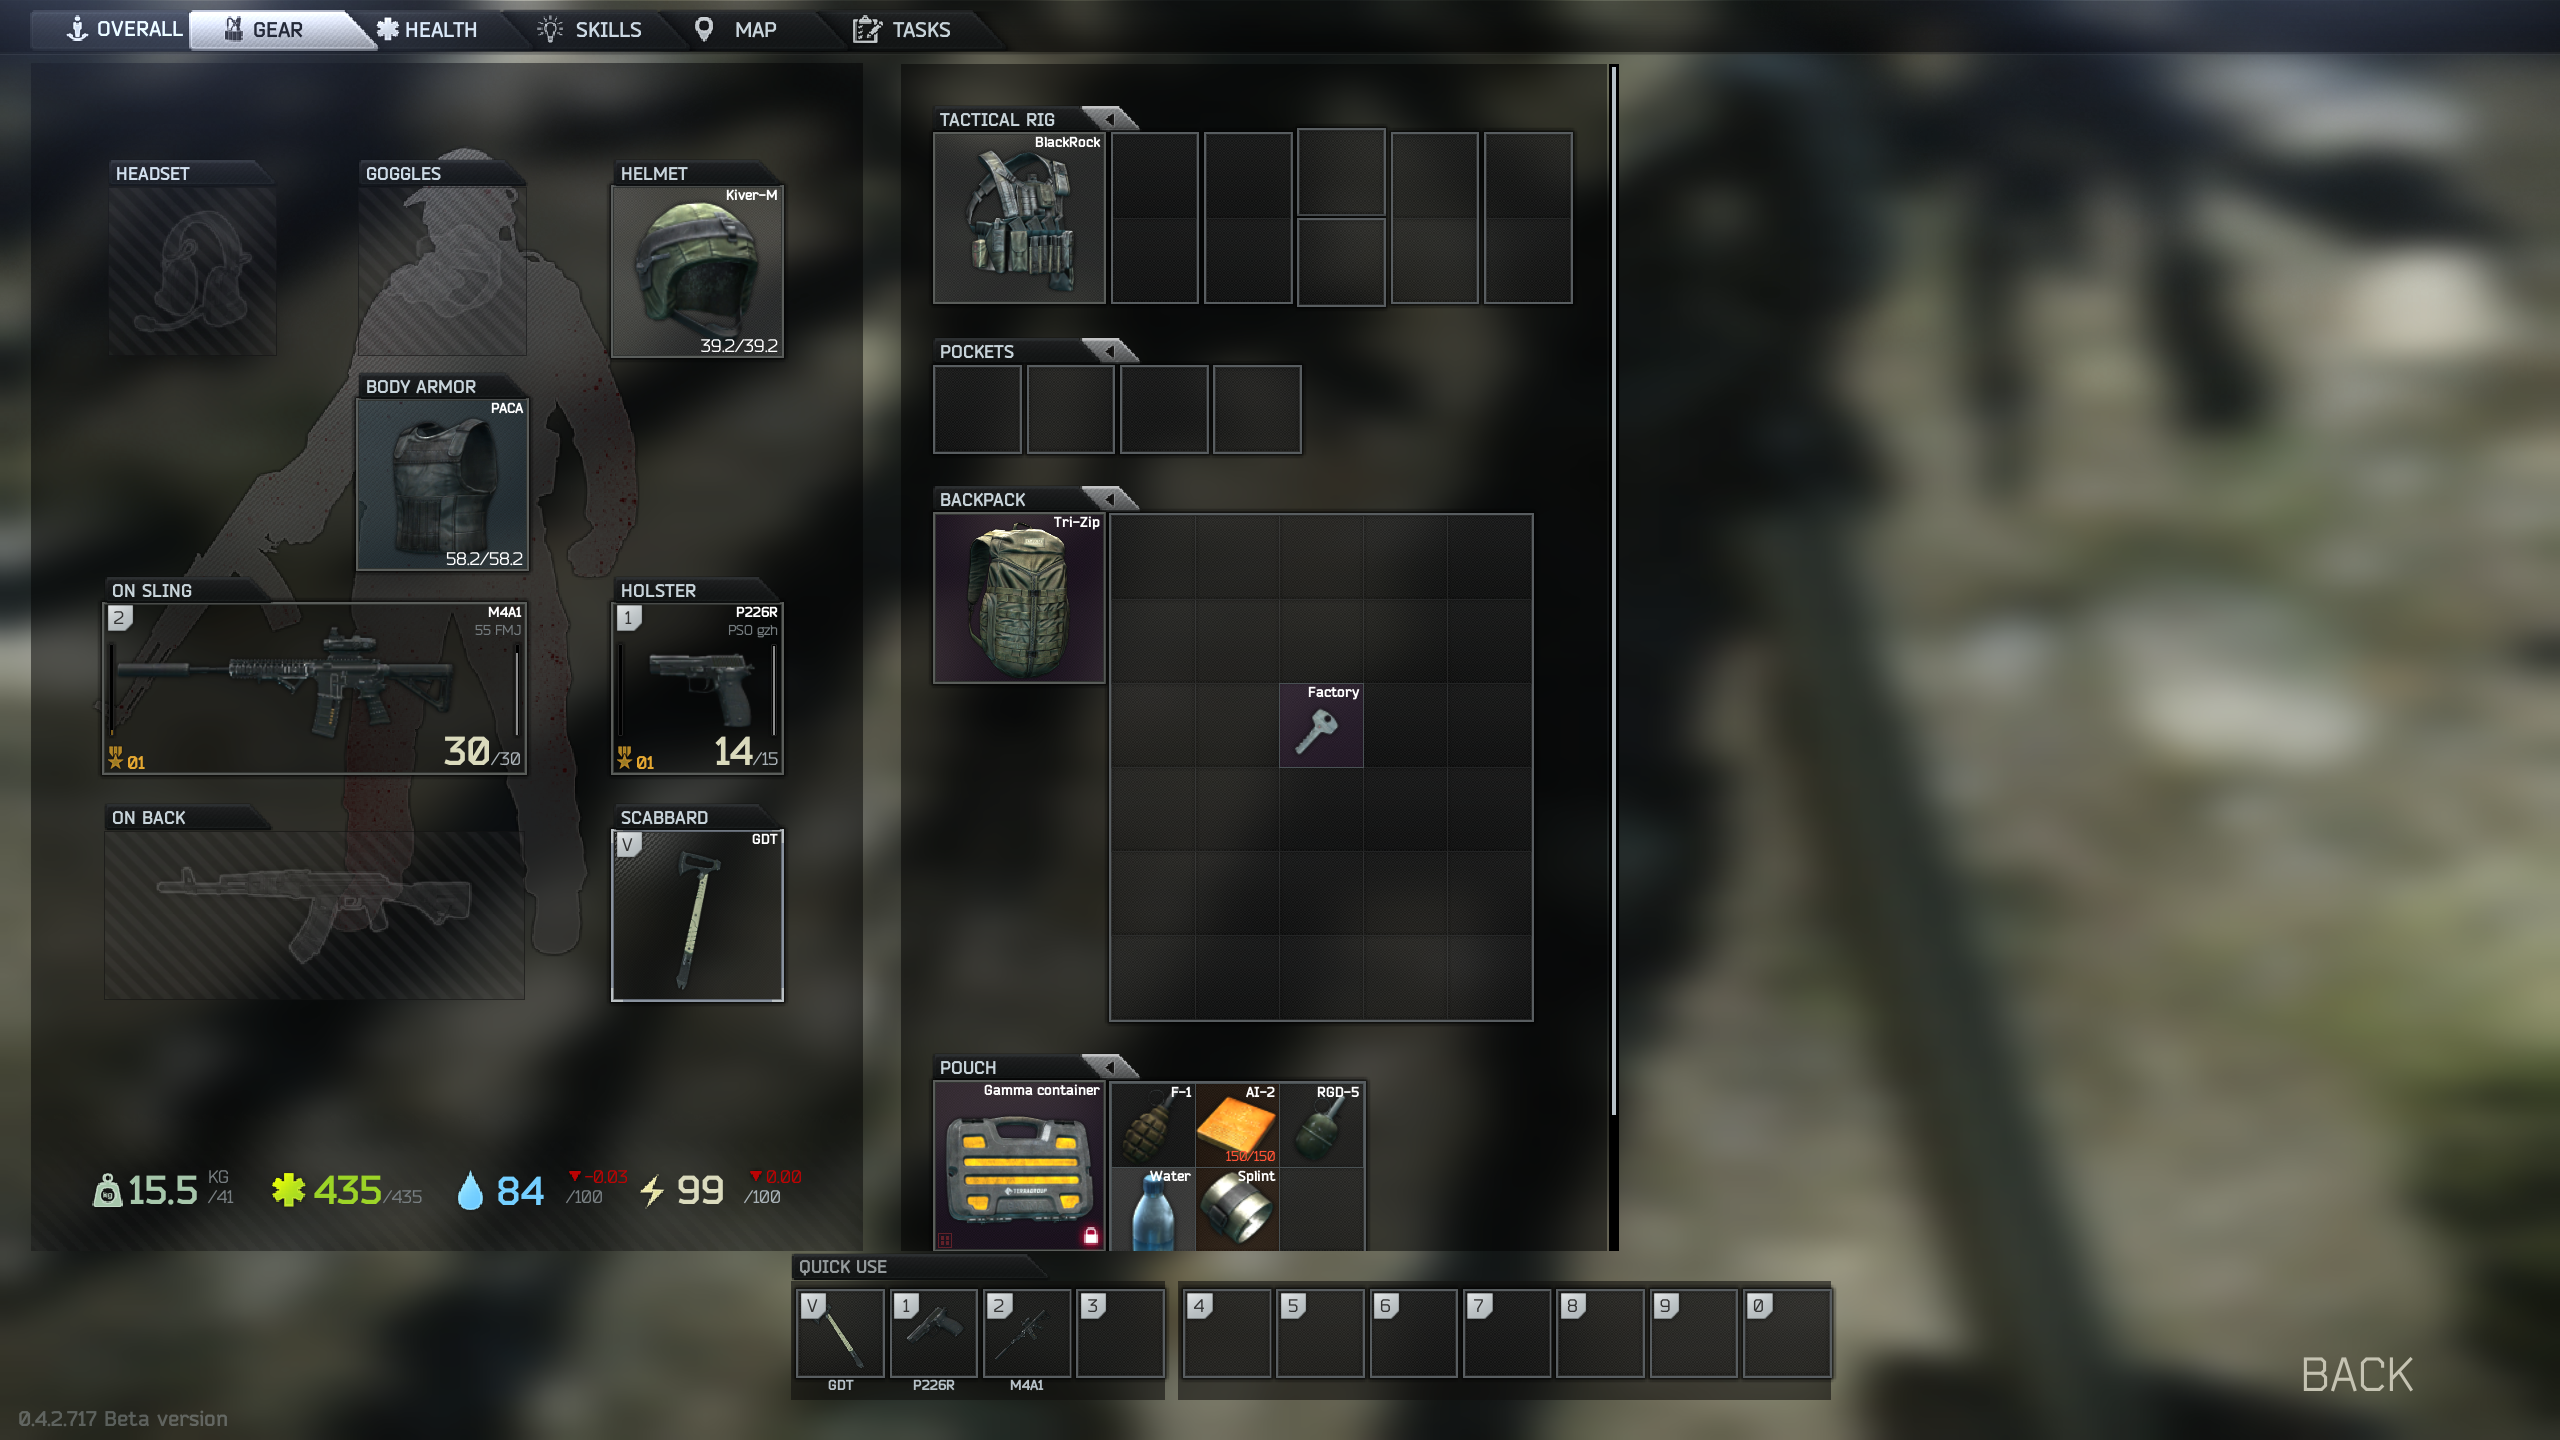 OVERALL
GEAR
HEALTH
SKILLS
MAP
TASKS
HEADSET
GOGGLES
HELMET
Kiver-M
39.2/39.2
BODY ARMOR
PACA
58.2/58.2
ON SLING
2
M4A1
55 FMJ
01
30/30
HOLSTER
1
P226R
PSO gzh
01
14/15
ON BACK
SCABBARD
V
GDT
15.5 KG /41
435/435
84 -0.03 /100
99 0.00 /100
TACTICAL RIG
BlackRock
POCKETS
BACKPACK
Tri-Zip
Factory
POUCH
Gamma container
TERRAGROUP
F-1
AI-2
150/150
RGD-5
Water
Splint
QUICK USE
V
1
2
3
4
5
6
7
8
9
0
GDT
P226R
M4A1
BACK
0.4.2.717 Beta version